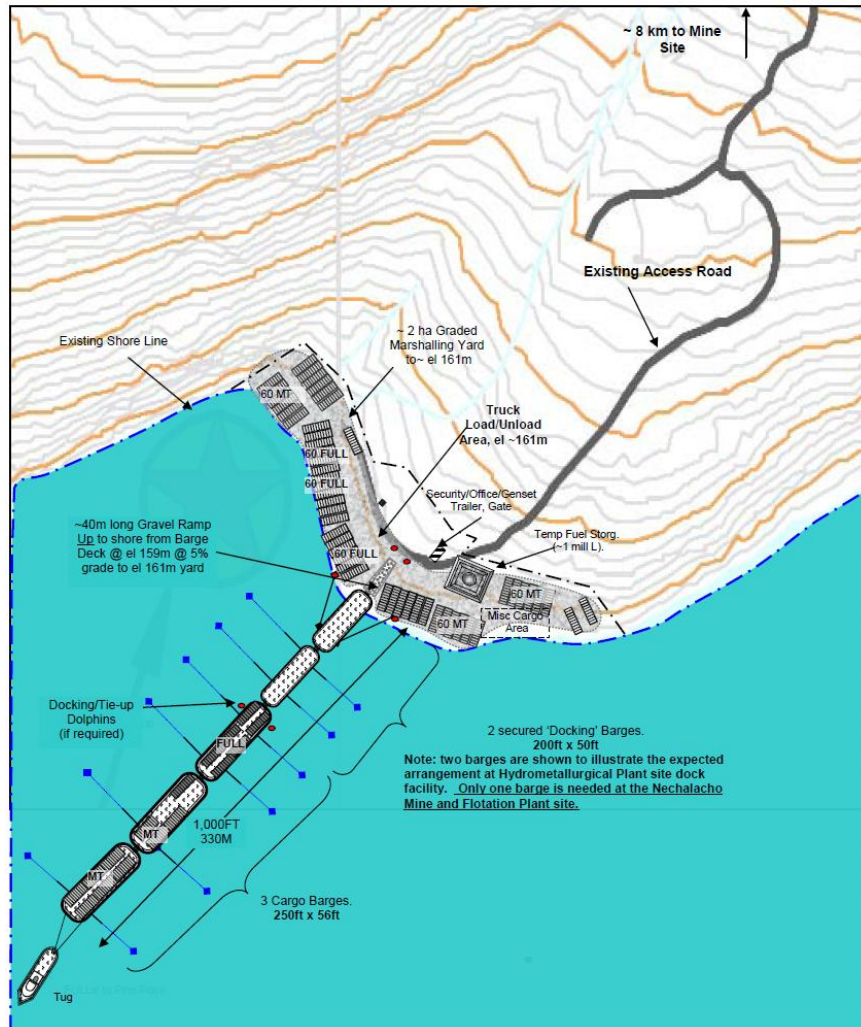 ~ 8 km to Mine
Site
Existing Access Road
~ 2 ha Graded
Marshalling Yard
to~ el 161m
Existing Shore Line
60 MT
Truck
Load/Unload
Area, el ~161m
60 FULL
60 FULL
Security/Office/Genset
Trailer, Gate
~40m long Gravel Ramp
Up to shore from Barge
Deck @ el 159m @ 5%
grade to el 161m yard
Temp Fuel Storg.
(~1 mill L).
60 FULL
60 MT
60 MT
Misc Cargo
Area
Docking/Tie-up
Dolphins
(if required)
FULL
2 secured 'Docking' Barges.
200ft x 50ft
Note: two barges are shown to illustrate the expected
arrangement at Hydrometallurgical Plant site dock
facility. Only one barge is needed at the Nechalacho
Mine and Flotation Plant site.
1,000FT
330M
MT
MT
3 Cargo Barges.
250ft x 56ft
Tug